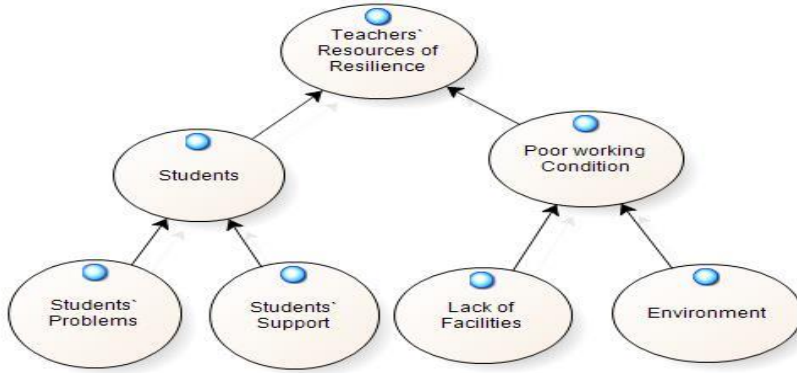 Teachers`
Resources of
Resilience
Students
Poor working
Condition
Students`
Problems
Students`
Support
Lack of
Facilities
Environment